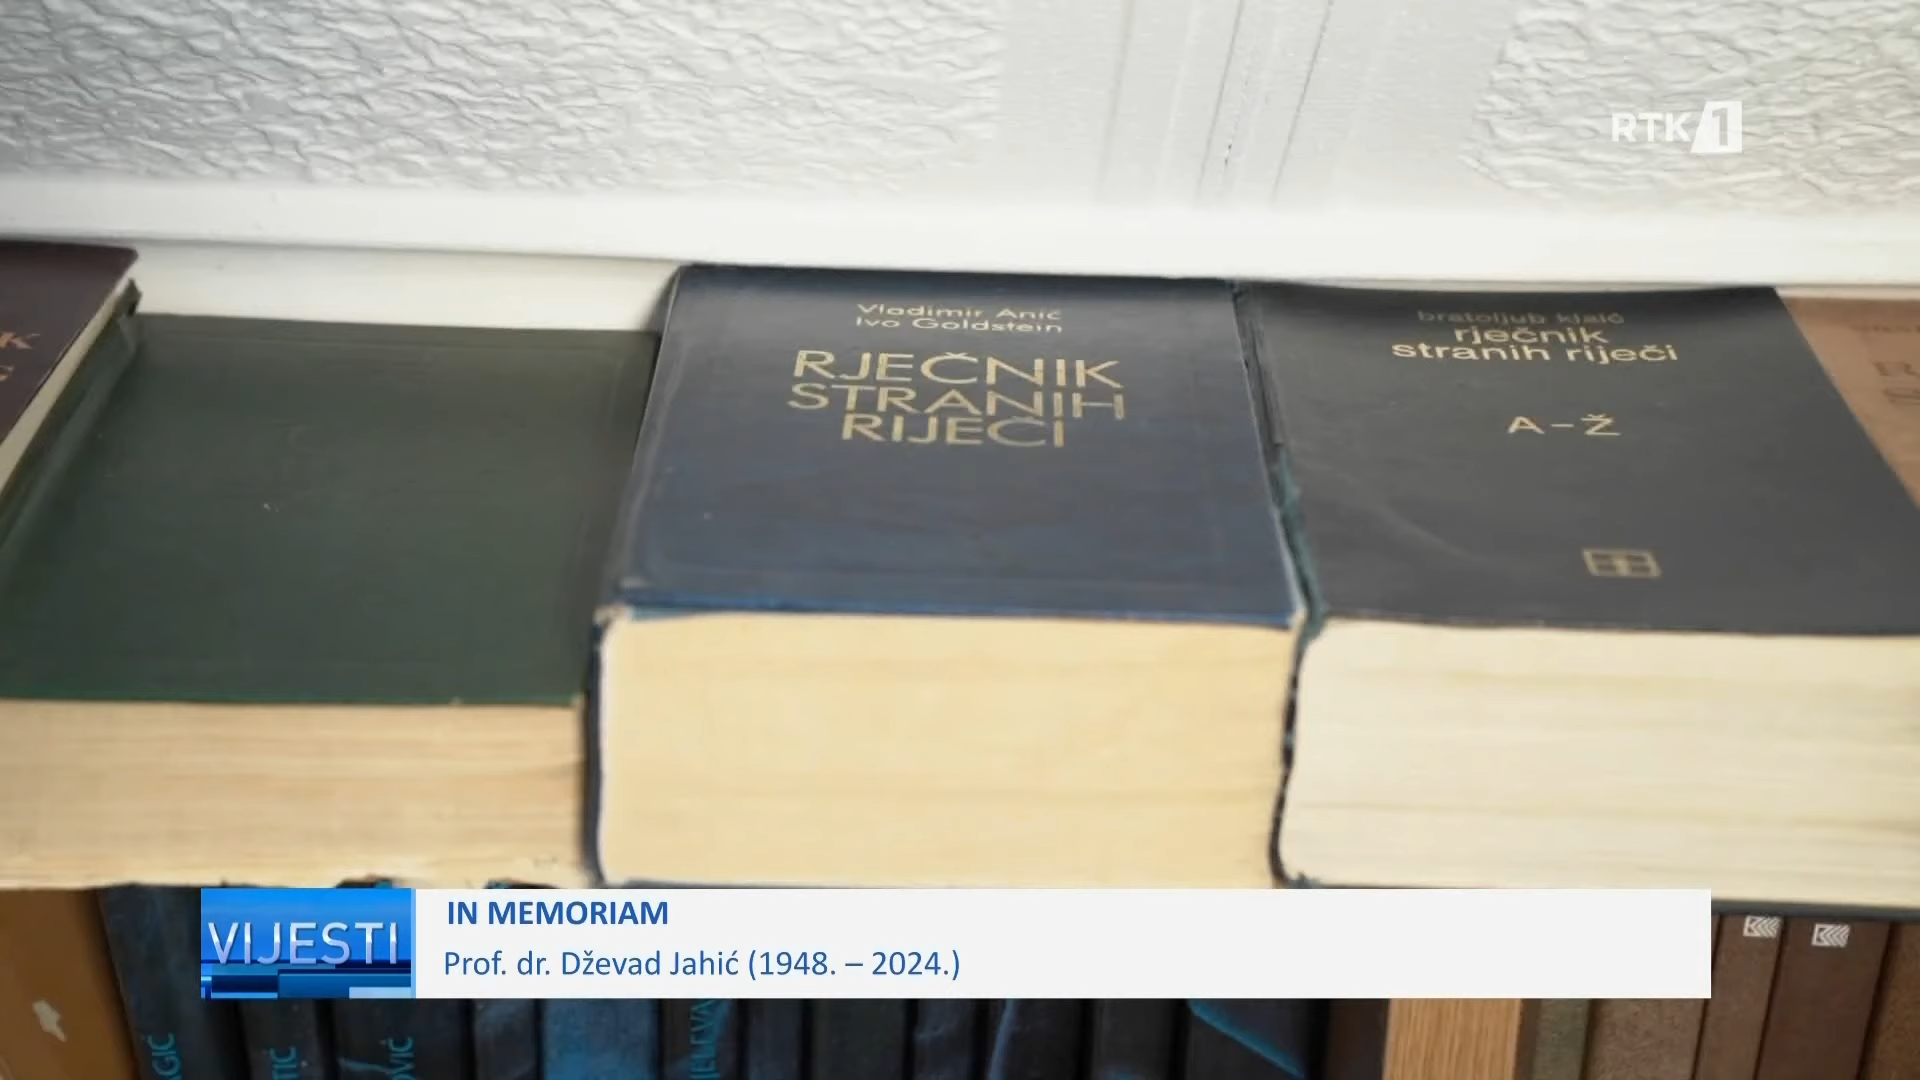 RTK 1
Vladimir Anić
Ivo Goldstein
RJEČNIK
STRANIH
RIJEČI
bratoljub klaić
rječnik
stranih riječi
A-Ž
VIJESTI
IN MEMORIAM
Prof. dr. Dževad Jahić (1948. – 2024.)